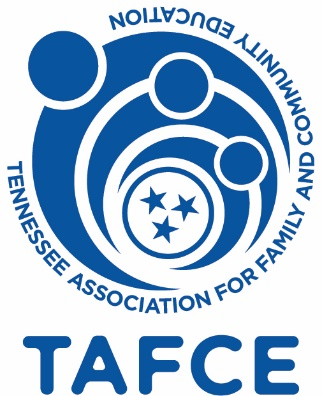 TENNESSEE ASSOCIATION FOR FAMILY AND COMMUNITY EDUCATION
TAFCE